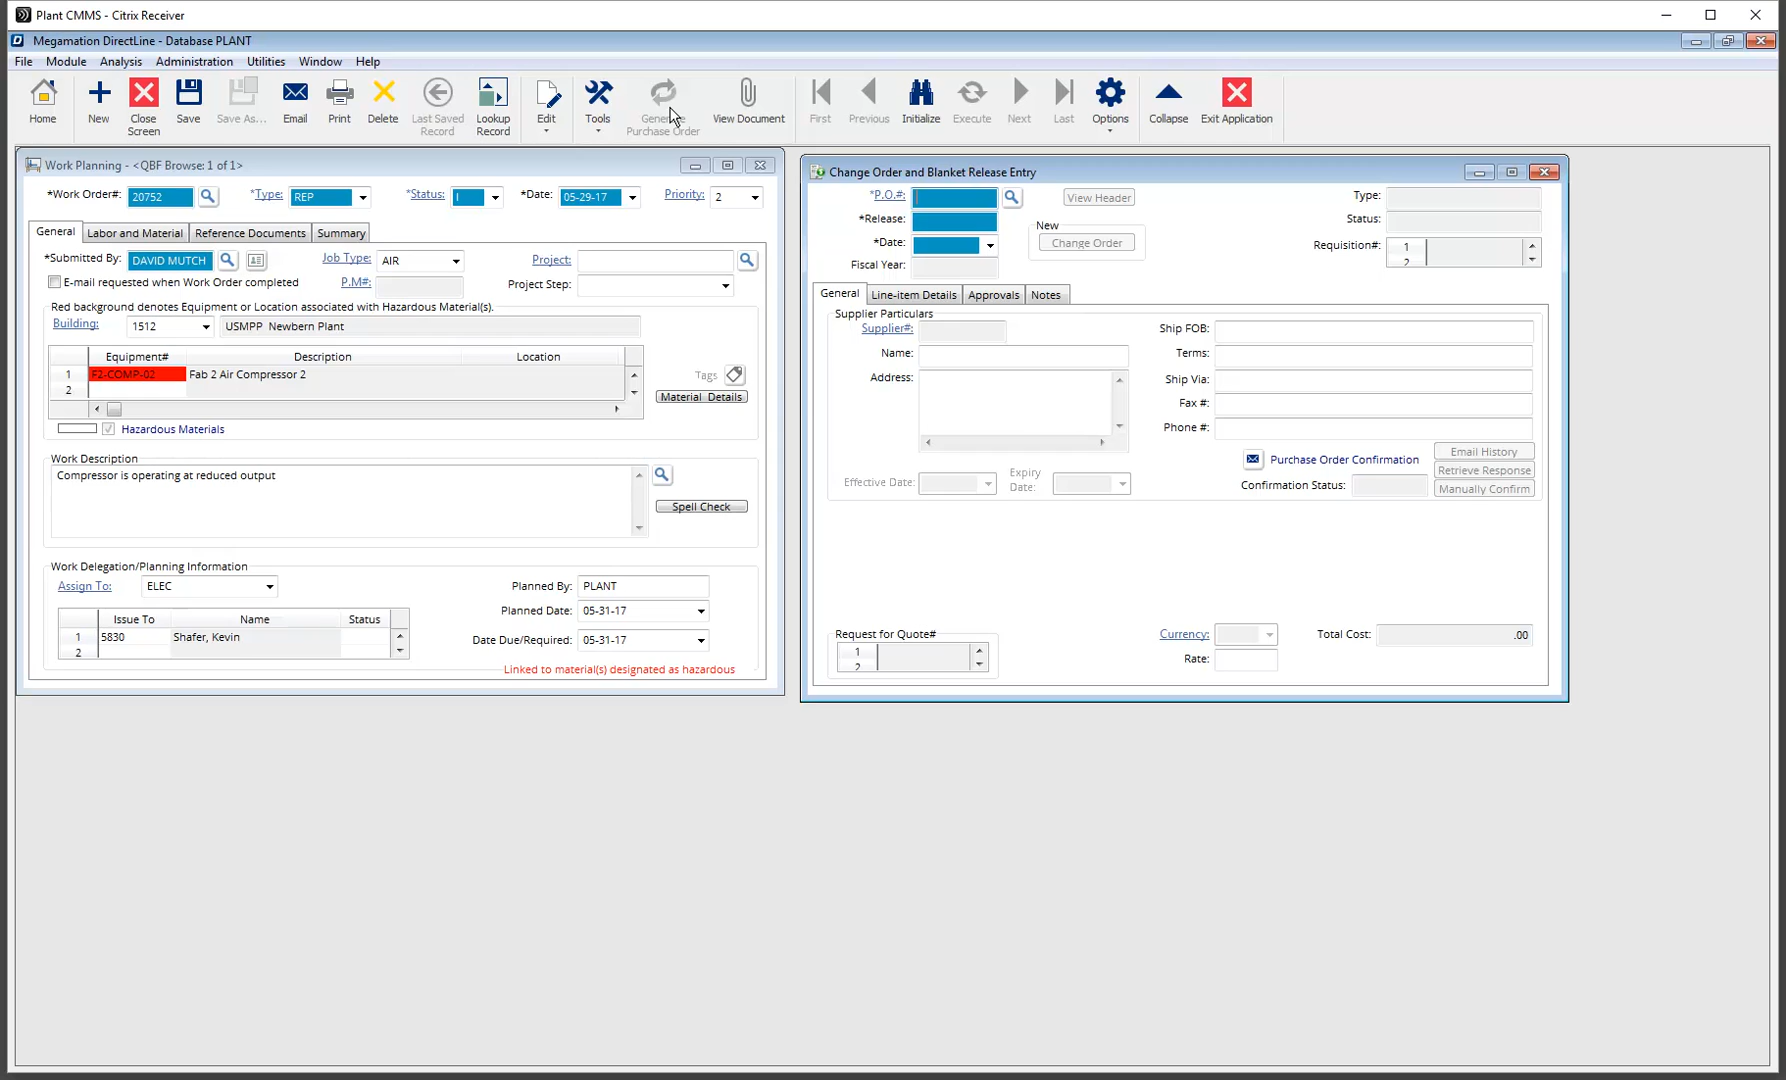 Plant CMMS - Citrix Receiver
Megamation DirectLine - Database PLANT
File Module Analysis Administration Utilities Window Help
Home New Close Screen Save Save As... Email Print Delete Last Saved Record Lookup Record Edit Tools Purchase Order View Document First Previous Initialize Execute Next Last Options Collapse Exit Application
Work Planning - <QBF Browse: 1 of 1>
*Work Order#: 20752 *Type: REP *Status: I *Date: 05-29-17 Priority: 2
General Labor and Material Reference Documents Summary
*Submitted By: DAVID MUTCH Job Type: AIR Project:
E-mail requested when Work Order completed P.M#: Project Step:
Red background denotes Equipment or Location associated with Hazardous Material(s).
Building: 1512 USMPP Newbern Plant
Equipment# Description Location
1 F2-COMP-02 Fab 2 Air Compressor 2
2
Tags
Material Details
Hazardous Materials
Work Description
Compressor is operating at reduced output
Spell Check
Work Delegation/Planning Information
Assign To: ELEC Planned By: PLANT
Planned Date: 05-31-17
Issue To Name Status
1 5830 Shafer, Kevin
2
Date Due/Required: 05-31-17
Linked to material(s) designated as hazardous
Change Order and Blanket Release Entry
*P.O.#: View Header Type:
*Release: Status:
New
*Date: Change Order Requisition#: 1
2
Fiscal Year:
General Line-item Details Approvals Notes
Supplier Particulars
Supplier#: Ship FOB:
Name: Terms:
Address: Ship Via:
Fax #:
Phone #:
Purchase Order Confirmation Email History
Retrieve Response
Effective Date: Expiry Date: Confirmation Status: Manually Confirm
Request for Quote# Currency: Total Cost: .00
1
2
Rate: